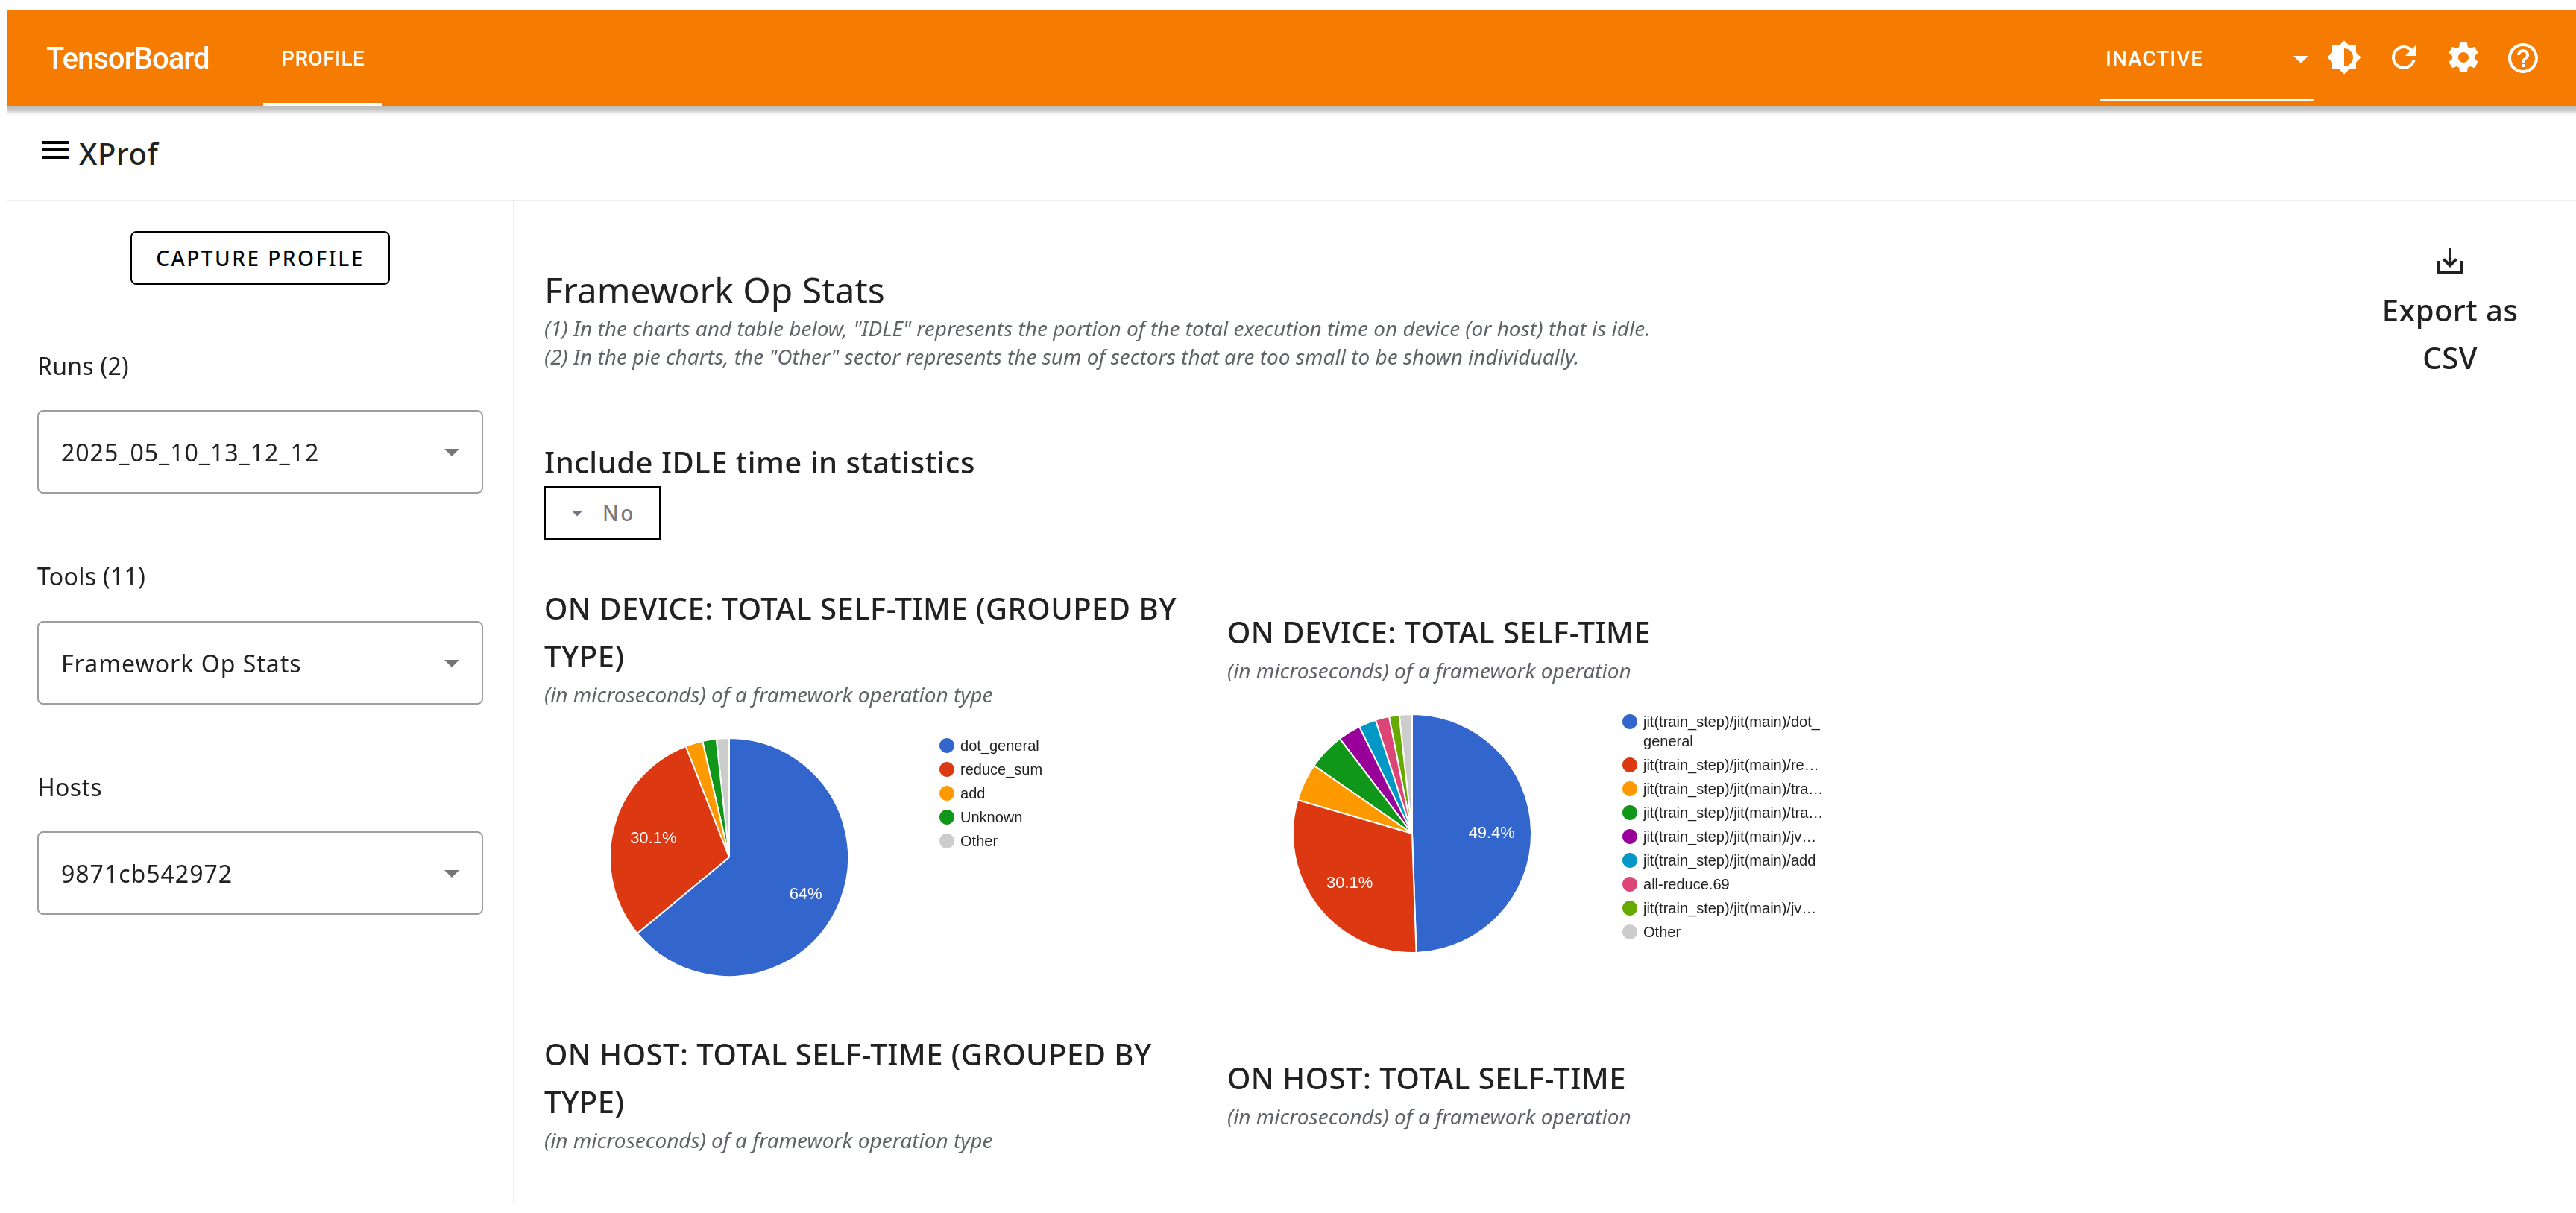 TensorBoard
PROFILE
INACTIVE
XProf
CAPTURE PROFILE
Runs (2)
2025_05_10_13_12_12
Tools (11)
Framework Op Stats
Hosts
9871cb542972
Framework Op Stats
(1) In the charts and table below, "IDLE" represents the portion of the total execution time on device (or host) that is idle.
(2) In the pie charts, the "Other" sector represents the sum of sectors that are too small to be shown individually.
Export as
CSV
Include IDLE time in statistics
No
ON DEVICE: TOTAL SELF-TIME (GROUPED BY
TYPE)
(in microseconds) of a framework operation type
30.1%
64%
dot_general
reduce_sum
add
Unknown
Other
ON DEVICE: TOTAL SELF-TIME
(in microseconds) of a framework operation
49.4%
30.1%
jit(train_step)/jit(main)/dot_
general
jit(train_step)/jit(main)/re...
jit(train_step)/jit(main)/tra...
jit(train_step)/jit(main)/tra...
jit(train_step)/jit(main)/jv...
jit(train_step)/jit(main)/add
all-reduce.69
jit(train_step)/jit(main)/jv...
Other
ON HOST: TOTAL SELF-TIME (GROUPED BY
TYPE)
(in microseconds) of a framework operation type
ON HOST: TOTAL SELF-TIME
(in microseconds) of a framework operation